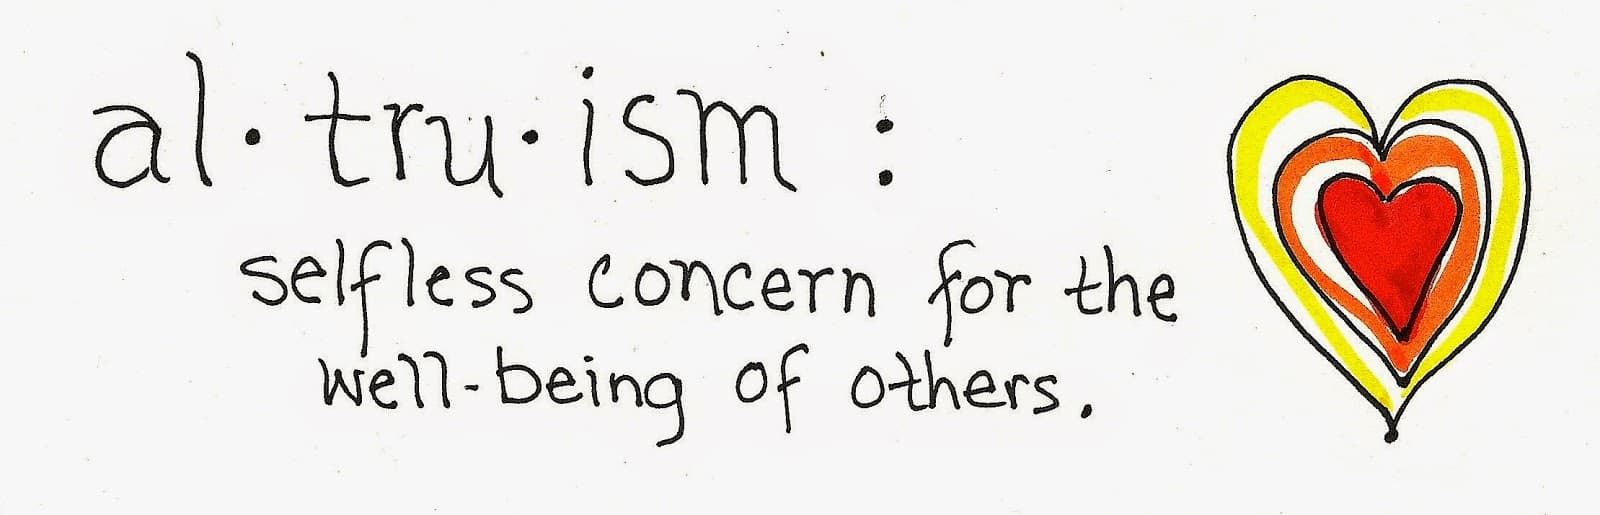 al·tru·ism :
selfless concern for the
well-being of others.